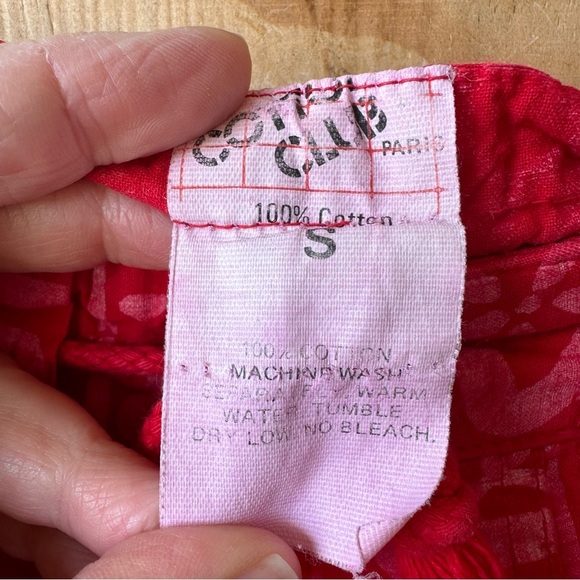 COTTON
CLUB
PARIS
100% Cotton
S
100% COTTON
MACHINE WASH
SEPARATELY WARM
WATER TUMBLE
DRY LOW NO BLEACH.